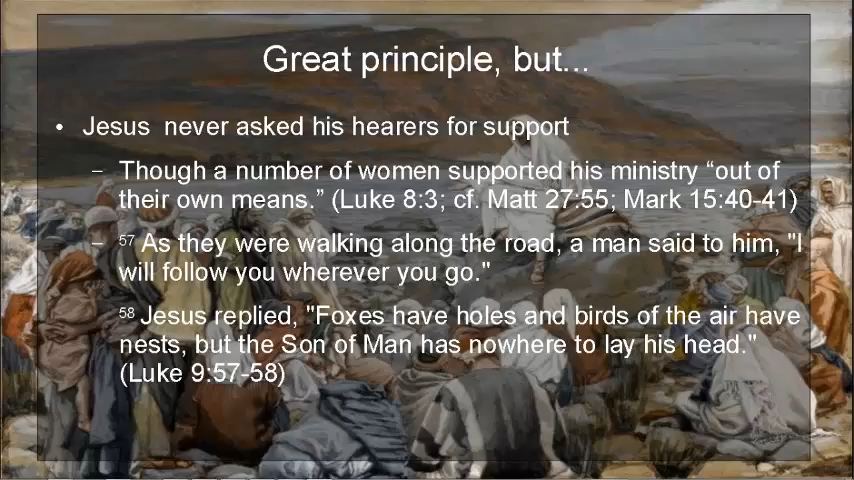 Great principle, but...
• Jesus  never asked his hearers for support
– Though a number of women supported his ministry “out of
their own means.” (Luke 8:3; cf. Matt 27:55; Mark 15:40-41)
– 57 As they were walking along the road, a man said to him, "I
will follow you wherever you go."
58 Jesus replied, "Foxes have holes and birds of the air have
nests, but the Son of Man has nowhere to lay his head."
(Luke 9:57-58)